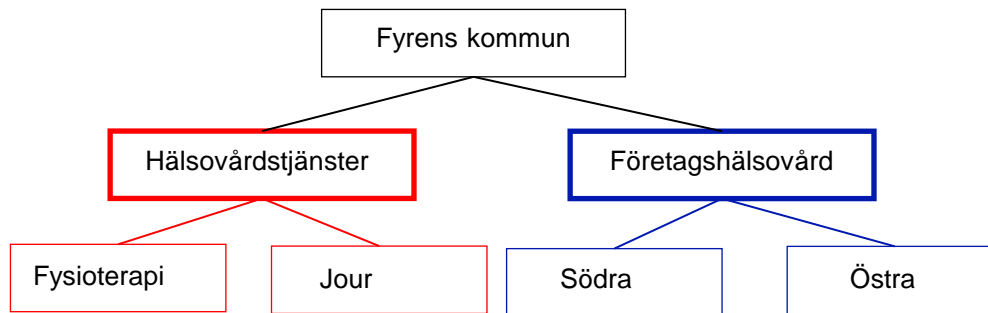 Fyrens kommun
Hälsovårdstjänster
Företagshälsovård
Fysioterapi
Jour
Södra
Östra